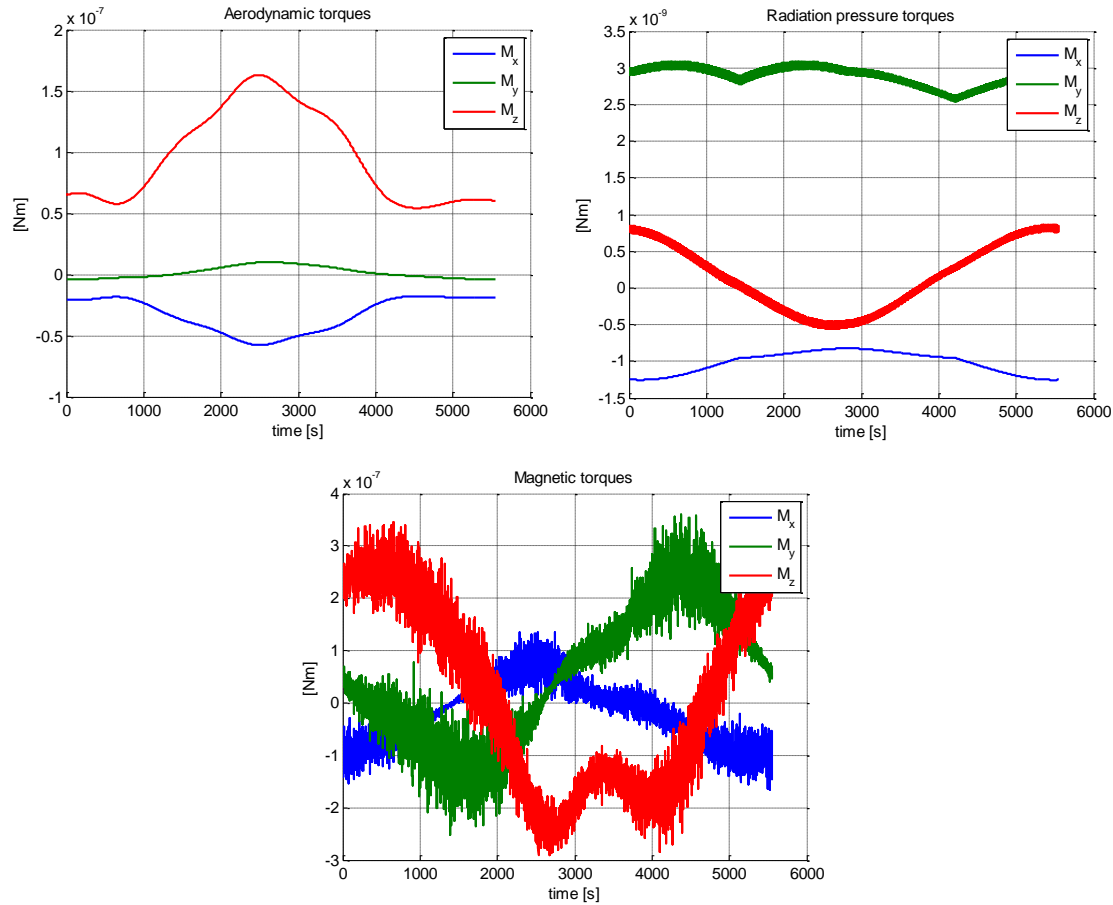 Aerodynamic torques
x 10^-7
2
1.5
1
0.5
0
-0.5
-1
[Nm]
0 1000 2000 3000 4000 5000 6000
time [s]
M_x
M_y
M_z
Radiation pressure torques
x 10^-9
3.5
3
2.5
2
1.5
1
0.5
0
-0.5
-1
-1.5
[Nm]
0 1000 2000 3000 4000 5000 6000
time [s]
M_x
M_y
M_z
Magnetic torques
x 10^-7
4
3
2
1
0
-1
-2
-3
[Nm]
0 1000 2000 3000 4000 5000 6000
time [s]
M_x
M_y
M_z